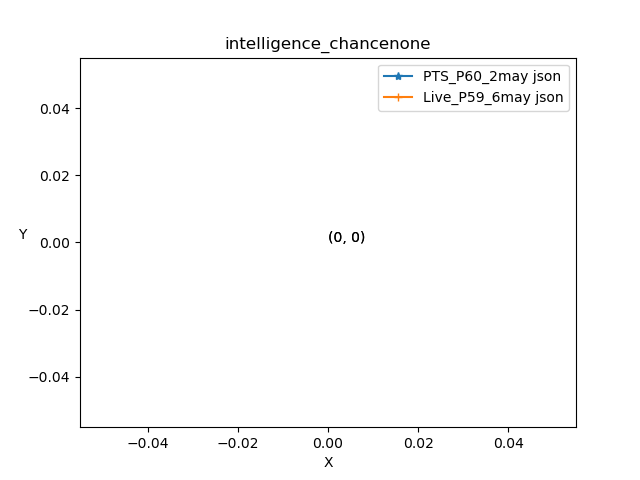 intelligence_chancenone
PTS_P60_2may json
Live_P59_6may json
0.04
0.02
Y
0.00
(0, 0)
−0.02
−0.04
−0.04
−0.02
0.00
0.02
0.04
X